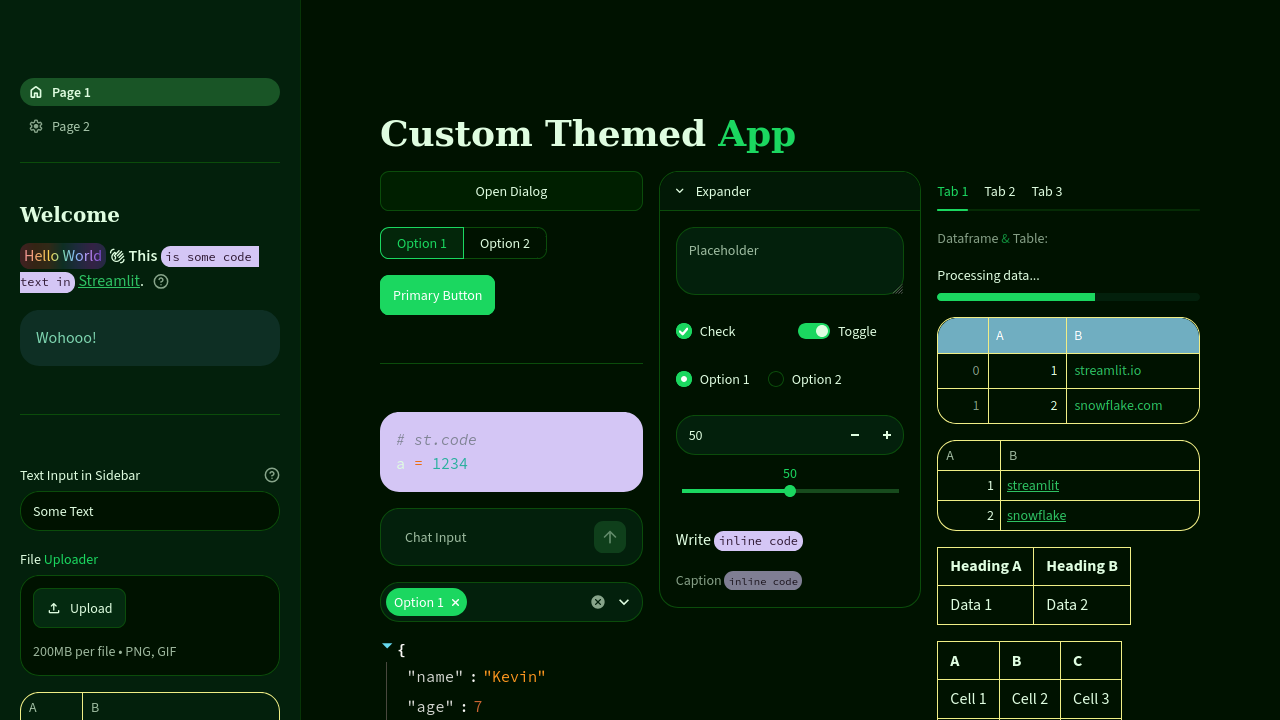 Page 1
Page 2
Welcome
Hello World This is some code
text in Streamlit.
Wohooo!
Text Input in Sidebar
Some Text
File Uploader
Upload
200MB per file • PNG, GIF
A B
Custom Themed App
Open Dialog
Option 1 Option 2
Primary Button
# st.code
a = 1234
Chat Input
Option 1
{
"name" : "Kevin"
"age" : 7
Expander
Placeholder
Check Toggle
Option 1 Option 2
50
50
Write inline code
Caption inline code
Tab 1 Tab 2 Tab 3
Dataframe & Table:
Processing data...
A B
0 1 streamlit.io
1 2 snowflake.com
A B
1 streamlit
2 snowflake
Heading A Heading B
Data 1 Data 2
A B C
Cell 1 Cell 2 Cell 3